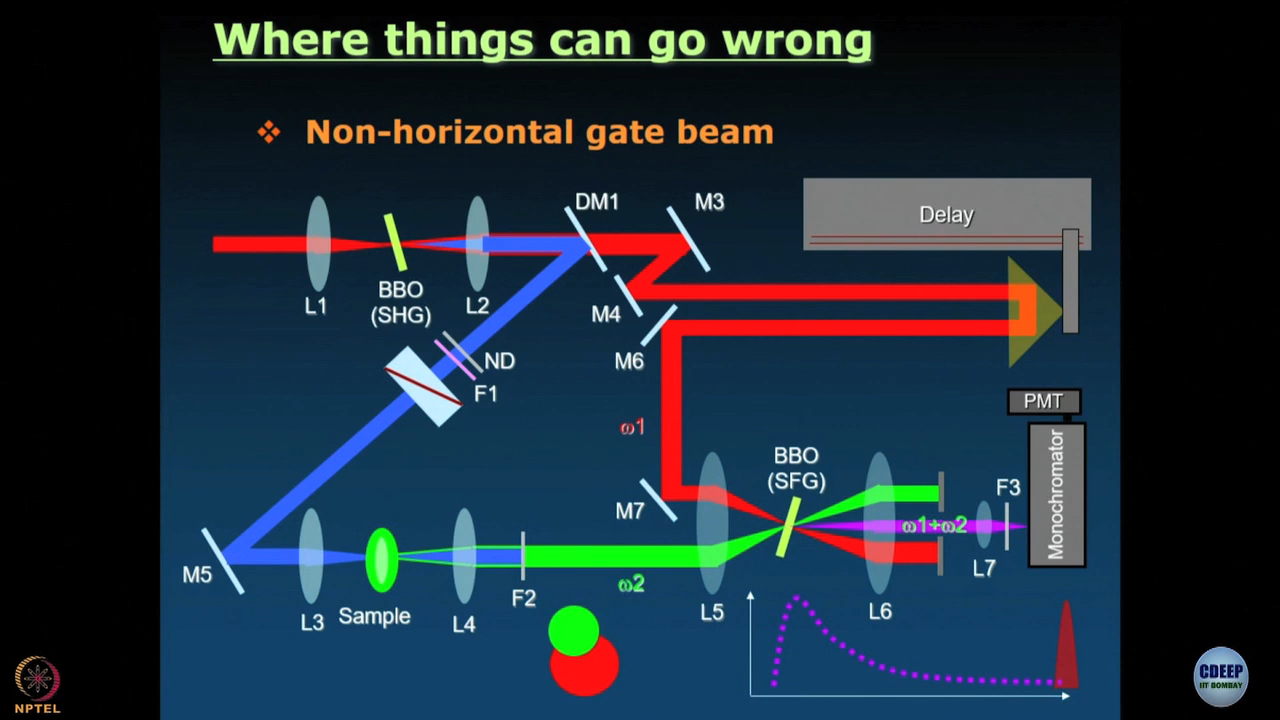 Where things can go wrong
Non-horizontal gate beam
DM1
M3
Delay
L1
BBO
(SHG)
L2
M4
M6
ND
F1
PMT
ω1
BBO
(SFG)
M7
F3
Monochromator
ω1+ω2
M5
L7
L3
Sample
L4
F2
ω2
L5
L6
NPTEL
CDEEP
IIT BOMBAY